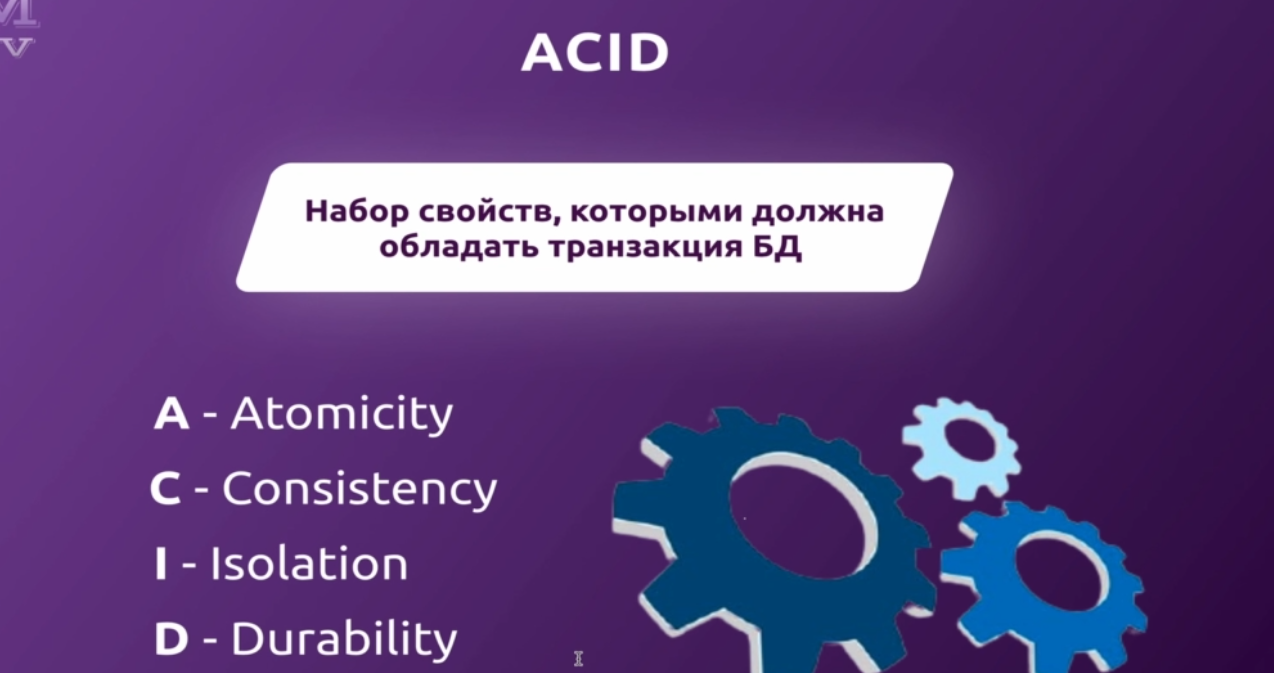 ACID
Набор свойств, которыми должна
обладать транзакция БД
A - Atomicity
C - Consistency
I - Isolation
D - Durability